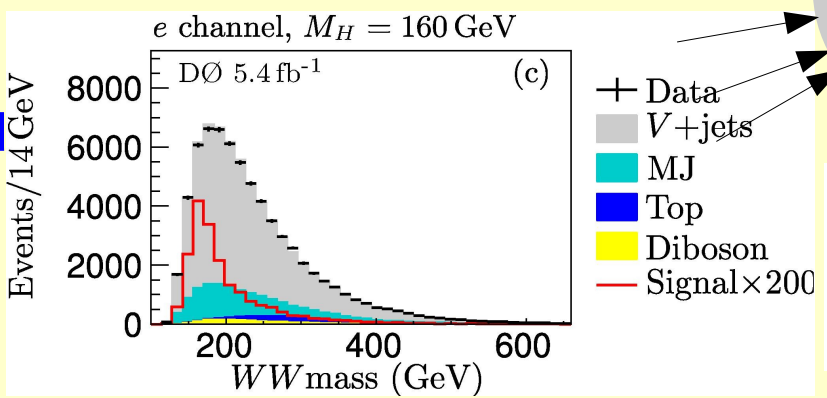 e channel, M_H = 160 GeV
DØ 5.4 fb⁻¹
(c)
Events/14 GeV
8000
6000
4000
2000
0
200
400
600
WW mass (GeV)
Data
V+jets
MJ
Top
Diboson
Signal×200